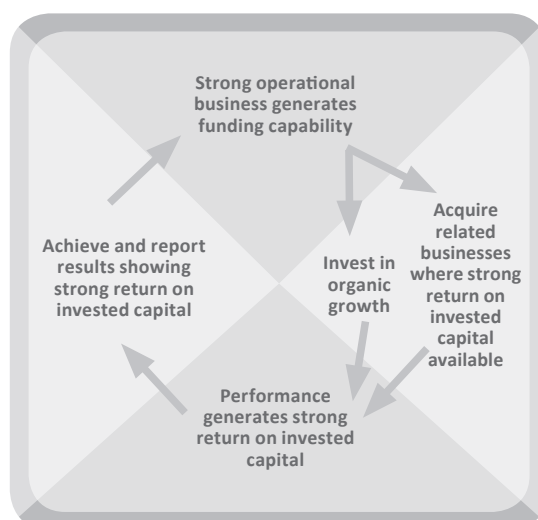 Strong operational
business generates
funding capability
Acquire
related
businesses
where strong
return on
invested
capital
available
Invest in
organic
growth
Performance
generates strong
return on invested
capital
Achieve and report
results showing
strong return on
invested capital